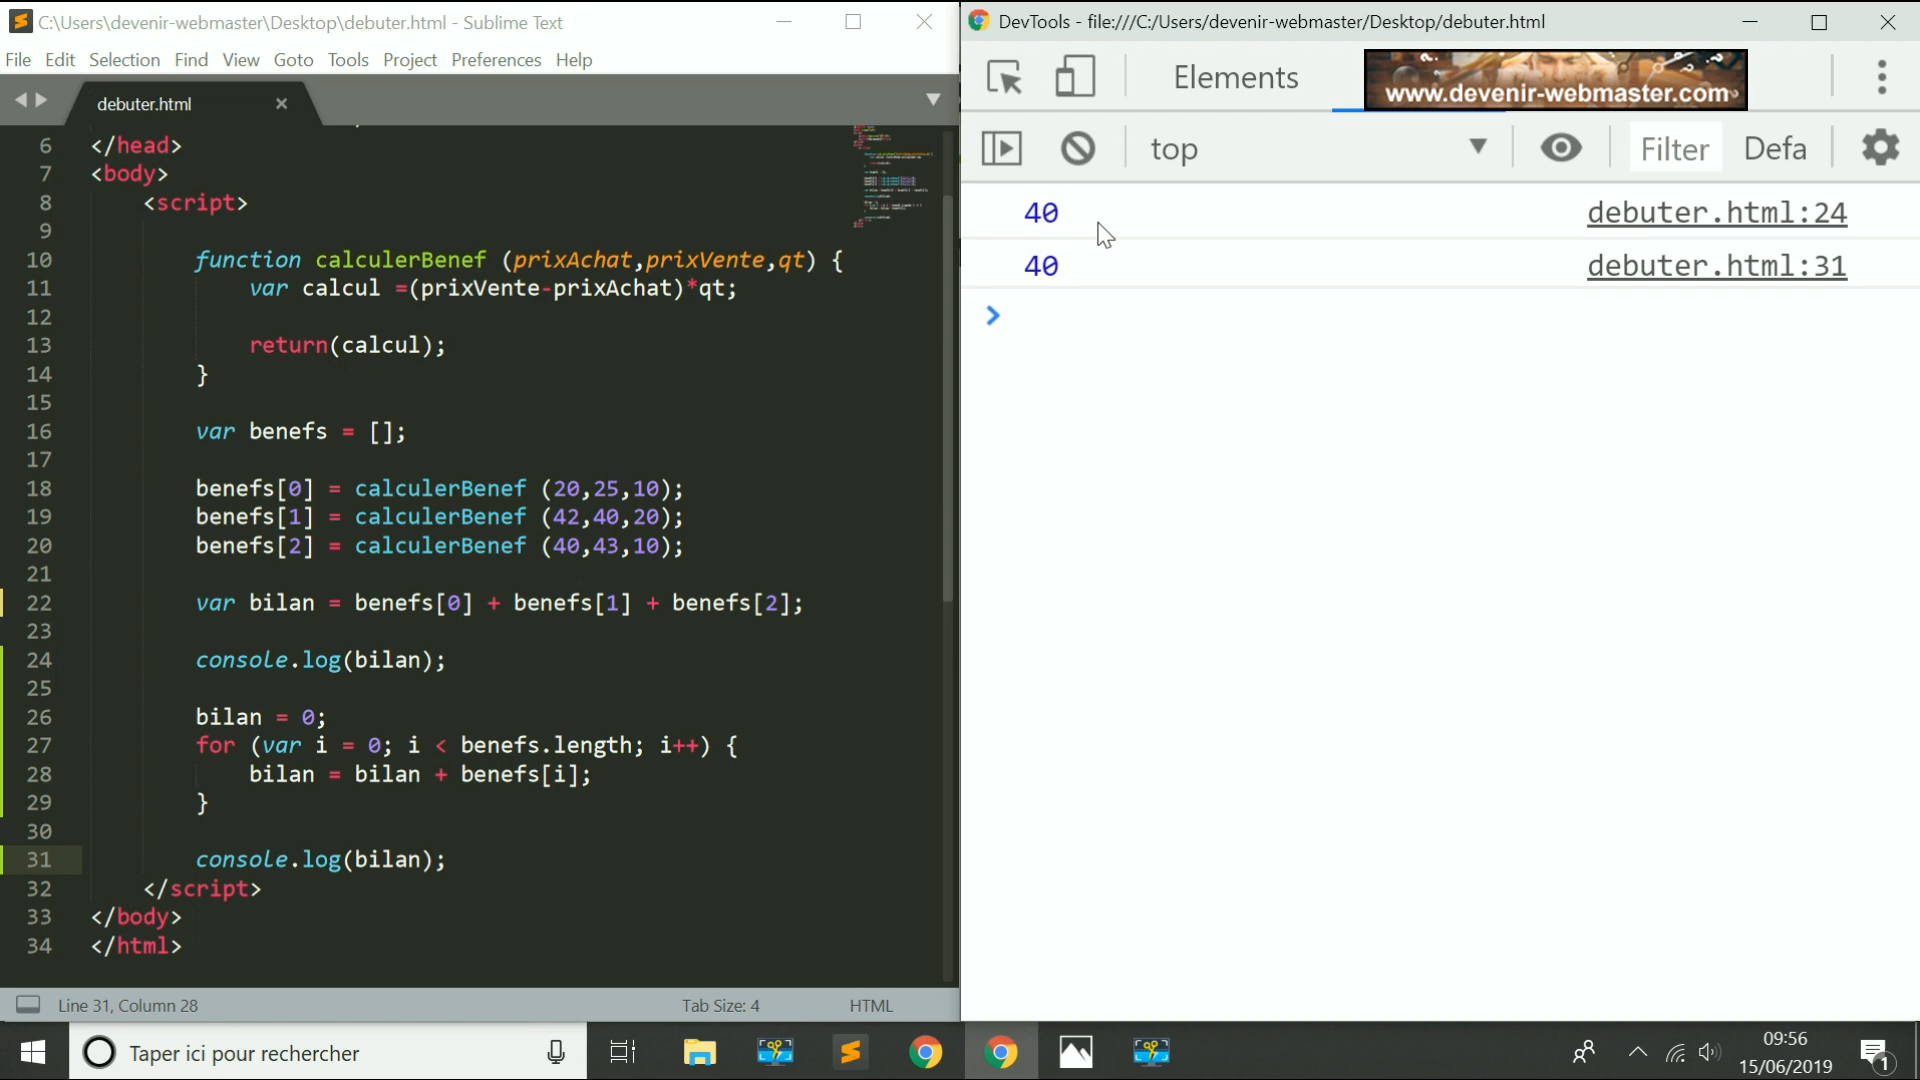 C:\Users\devenir-webmaster\Desktop\debuter.html - Sublime Text
File Edit Selection Find View Goto Tools Project Preferences Help
debuter.html
6 </head>
7 <body>
8 <script>
9
10 function calculerBenef (prixAchat,prixVente,qt) {
11 var calcul =(prixVente-prixAchat)*qt;
12
13 return(calcul);
14 }
15
16 var benefs = [];
17
18 benefs[0] = calculerBenef (20,25,10);
19 benefs[1] = calculerBenef (42,40,20);
20 benefs[2] = calculerBenef (40,43,10);
21
22 var bilan = benefs[0] + benefs[1] + benefs[2];
23
24 console.log(bilan);
25
26 bilan = 0;
27 for (var i = 0; i < benefs.length; i++) {
28 bilan = bilan + benefs[i];
29 }
30
31 console.log(bilan);
32 </script>
33 </body>
34 </html>
Line 31, Column 28 Tab Size: 4 HTML
DevTools - file:///C:/Users/devenir-webmaster/Desktop/debuter.html
Elements
www.devenir-webmaster.com
top Filter Defa
40 debuter.html:24
40 debuter.html:31
Taper ici pour rechercher
09:56
15/06/2019
1